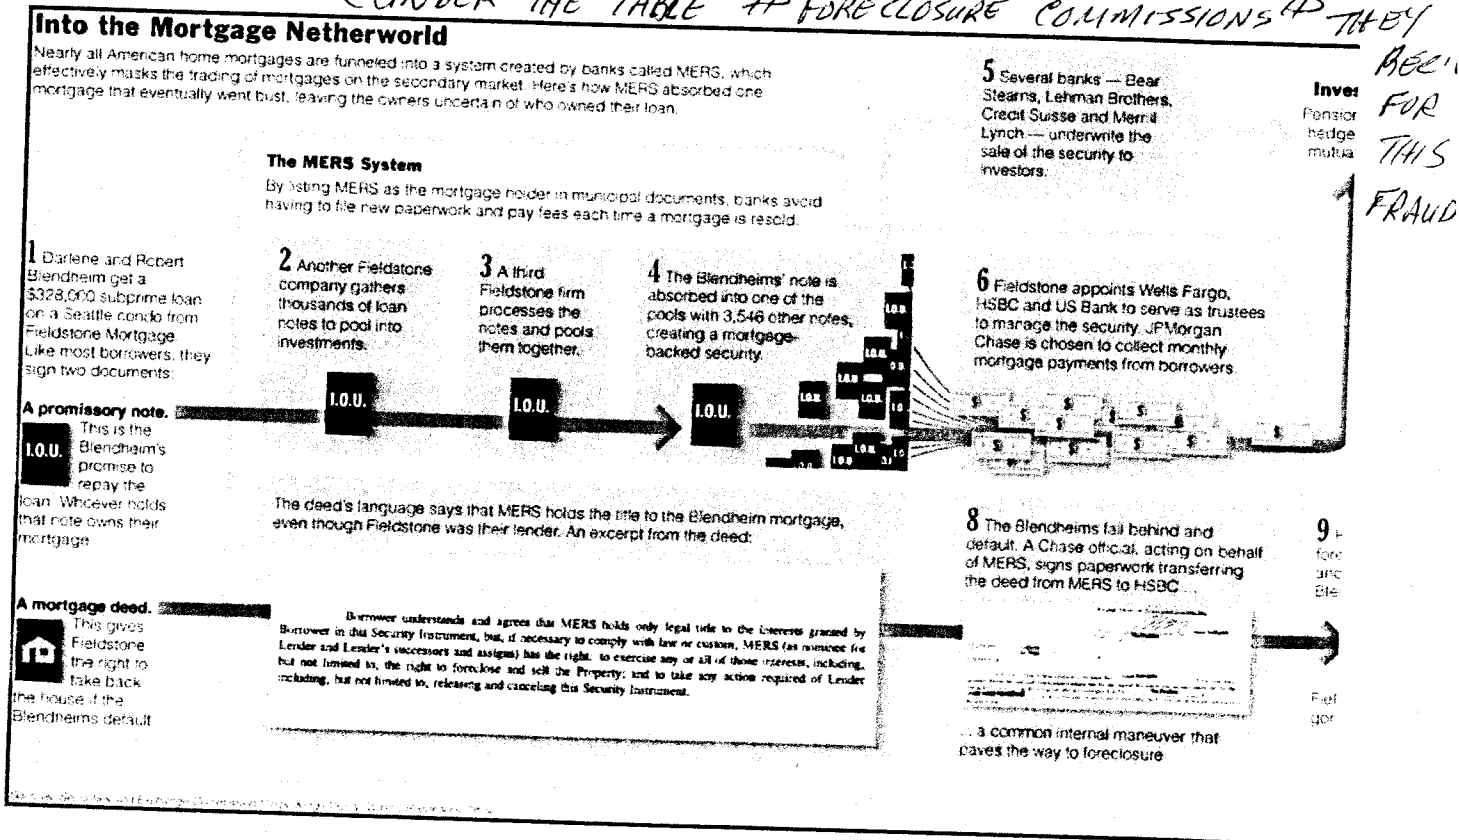 UNDER THE TABLE " FORECLOSURE COMMISSIONS" THEY
FOR
THIS
FRAUD
Into the Mortgage Netherworld
Nearly all American home mortgages are funneled into a system created by banks called MERS, which
effectively masks the trading of mortgages on the secondary market. Here's how MERS absorbed one
mortgage that eventually went bust, leaving the owners uncertain of who owned their loan.
The MERS System
By listing MERS as the mortgage holder in municipal documents, banks avoid
having to file new paperwork and pay fees each time a mortgage is resold.
1 Darlene and Robert
Blendheim get a
$328,000 subprime loan
on a Seattle condo from
Fieldstone Mortgage.
Like most borrowers, they
sign two documents:
A promissory note.
I.O.U.
This is the
Blendheim's
promise to
repay the
loan. Whoever holds
that note owns their
mortgage
A mortgage deed.
This gives
Fieldstone
the right to
take back
the house if the
Blendheims default
2 Another Fieldstone
company gathers
thousands of loan
notes to pool into
investments.
I.O.U.
3 A third
Fieldstone firm
processes the
notes and pools
them together.
I.O.U.
4 The Blendheims' note is
absorbed into one of the
pools with 3,546 other notes,
creating a mortgage-
backed security.
I.O.U.
I.O.U.
I.O.U.
I.O.U.
I.O.U.
I.O.U.
I.O.U.
I.O.U.
5 Several banks — Bear
Stearns, Lehman Brothers,
Credit Suisse and Merrill
Lynch — underwrite the
sale of the security to
investors.
Pension
hedge
mutua
6 Fieldstone appoints Wells Fargo,
HSBC and US Bank to serve as trustees
to manage the security. JPMorgan
Chase is chosen to collect monthly
mortgage payments from borrowers.
$
$
$
$
$
$
$
$
The deed's language says that MERS holds the title to the Blendheim mortgage,
even though Fieldstone was their lender. An excerpt from the deed:
Borrower understands and agrees that MERS holds only legal title to the interests granted by
Borrower in this Security Instrument, but, if necessary to comply with law or custom, MERS (as nominee for
Lender and Lender's successors and assigns) has the right: to exercise any or all of those interests, including,
but not limited to, the right to foreclose and sell the Property; and to take any action required of Lender
including, but not limited to, releasing and canceling this Security Instrument.
8 The Blendheims fall behind and
default. A Chase official, acting on behalf
of MERS, signs paperwork transferring
the deed from MERS to HSBC ...
... a common internal maneuver that
paves the way to foreclosure
9